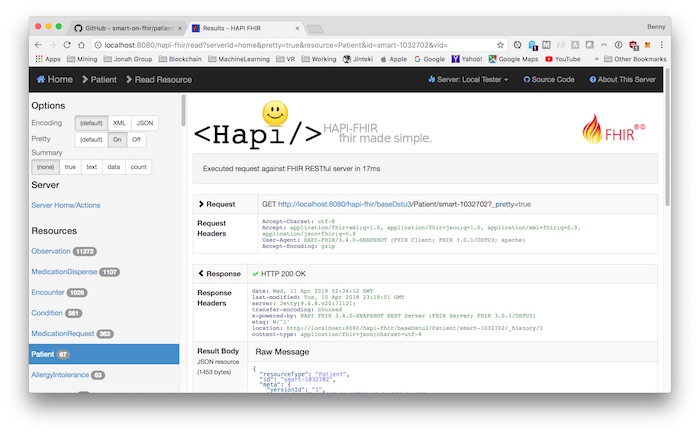 GitHub - smart-on-fhir/patien
Results - HAPI FHIR
Benny
localhost:8080/hapi-fhir/read?serverId=home&pretty=true&resource=Patient&id=smart-1032702&vid=
Apps
Mining
Jonah Group
Blockchain
MachineLearning
VR
Working
Jinteki
天气
Google
Yahoo!
Google Maps
YouTube
»
Other Bookmarks
Home
Patient
Read Resource
Server: Local Tester
Source Code
About This Server
Options
Encoding (default) XML JSON
Pretty (default) On Off
Summary
(none) true text data count
Server
Server Home/Actions
Resources
Observation 11272
MedicationDispense 1107
Encounter 1029
Condition 561
MedicationRequest 363
Patient 67
AllergyIntolerance 63
<Hapi/>
HAPI-FHIR
fhir made simple.
FHIR®©
Executed request against FHIR RESTful server in 17ms
Request GET http://localhost:8080/hapi-fhir/baseDstu3/Patient/smart-1032702?_pretty=true
Request Headers
Accept-Charset: utf-8
Accept: application/fhir+xml;q=1.0, application/fhir+json;q=1.0, application/xml+fhir;q=0.9,
application/json+fhir;q=0.9
User-Agent: HAPI-FHIR/3.4.0-SNAPSHOT (FHIR Client; FHIR 3.0.1/DSTU3; apache)
Accept-Encoding: gzip
Response HTTP 200 OK
Response Headers
date: Wed, 11 Apr 2018 02:34:12 GMT
last-modified: Tue, 10 Apr 2018 23:18:01 GMT
server: Jetty(9.4.8.v20171121)
transfer-encoding: chunked
x-powered-by: HAPI FHIR 3.4.0-SNAPSHOT REST Server (FHIR Server; FHIR 3.0.1/DSTU3)
etag: W/"1"
location: http://localhost:8080/hapi-fhir/baseDstu3/Patient/smart-1032702/_history/1
content-type: application/fhir+json;charset=utf-8
Result Body
JSON resource
(1453 bytes)
Raw Message
{
"resourceType": "Patient",
"id": "smart-1032702",
"meta": {
"versionId": "1",